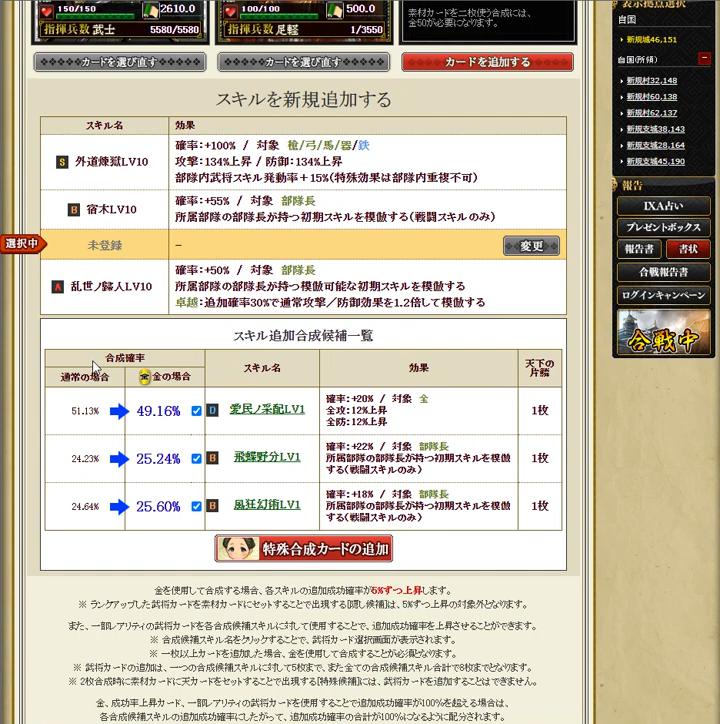 150/150
2610.0
指揮兵数 武士 5580/5580
100/100
500.0
指揮兵数 足軽 1/3550
素材カードを二枚使う合成には、
金50が必要になります。
カードを選び直す
カードを選び直す
カードを追加する
スキルを新規追加する
スキル名 効果
S 外道煉獄LV10
確率:+100% / 対象 槍/弓/馬/器/鉄
攻撃:134%上昇 / 防御:134%上昇
部隊内武将スキル発動率+15%(特殊効果は部隊内重複不可)
B 宿木LV10
確率:+55% / 対象 部隊長
所属部隊の部隊長が持つ初期スキルを模倣する(戦闘スキルのみ)
選択中
未登録
-
変更
A 乱世ノ歸人LV10
確率:+50% / 対象 部隊長
所属部隊の部隊長が持つ模倣可能な初期スキルを模倣する
卓越:追加確率30%で通常攻撃/防御効果を1.2倍して模倣する
スキル追加合成候補一覧
合成確率
通常の場合
金 金の場合
スキル名
効果
天下の
片鱗
51.13% 49.16%
D 愛民ノ采配LV1
確率:+20% / 対象 全
全攻:12%上昇
全防:12%上昇
1枚
24.23% 25.24%
B 飛蝶野分LV1
確率:+22% / 対象 部隊長
所属部隊の部隊長が持つ初期スキルを模倣
する(戦闘スキルのみ)
1枚
24.64% 25.60%
B 風狂幻術LV1
確率:+18% / 対象 部隊長
所属部隊の部隊長が持つ初期スキルを模倣
する(戦闘スキルのみ)
1枚
特殊合成カードの追加
金を使用して合成する場合、各スキルの追加成功確率が5%ずつ上昇します。
※ ランクアップした武将カードを素材カードにセットすることで出現する[隠し候補]は、5%ずつ上昇の対象外となります。
また、一部レアリティの武将カードを各合成候補スキルに対して使用することで、追加成功確率を上昇させることができます。
※ 合成候補スキル名をクリックすることで、武将カード選択画面が表示されます。
※ 一枚以上カードを追加した場合、金を使用して合成することが必須となります。
※ 武将カードの追加は、一つの合成候補スキルに対して5枚まで、また全ての合成候補スキル合計で8枚までとなります。
※ 2枚合成時に素材カードに天カードをセットすることで出現する[特殊候補]には、武将カードを追加することはできません。
金、成功率上昇カード、一部レアリティの武将カードを使用することで追加成功確率が100%を超える場合は、
各合成候補スキルの追加成功確率にしたがって、追加成功確率の合計が100%になるように配分されます。
表示拠点選択
自国
新規城46,151
自国(所領)
新規村32,148
新規村60,138
新規村62,137
新規支城38,143
新規支城28,164
新規支城45,190
報告
IXA占い
プレゼントボックス
報告書
書状
合戦報告書
ログインキャンペーン
合戦中